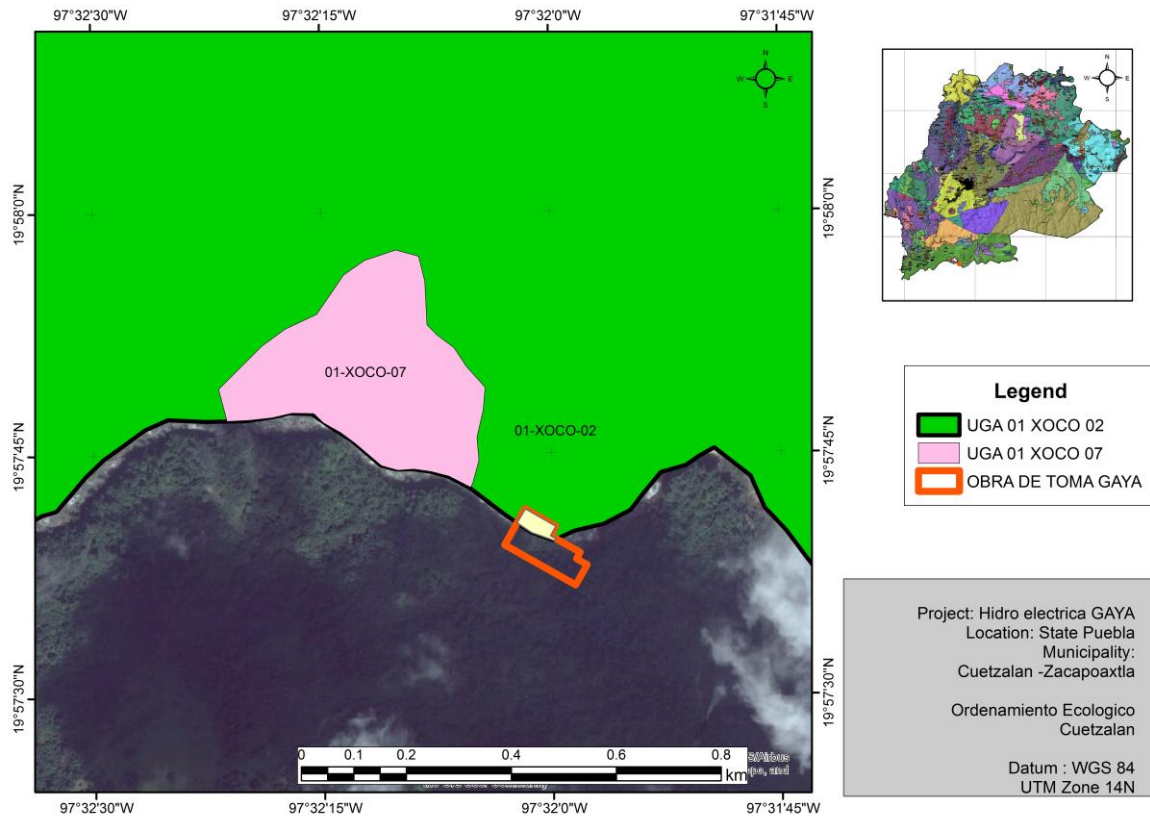 97°32'30"W
97°32'15"W
97°32'0"W
97°31'45"W
N
W E
S
N
W E
S
19°58'0"N
19°58'0"N
01-XOCO-07
01-XOCO-02
19°57'45"N
19°57'45"N
Legend
UGA 01 XOCO 02
UGA 01 XOCO 07
OBRA DE TOMA GAYA
19°57'30"N
19°57'30"N
Project: Hidro electrica GAYA
Location: State Puebla
Municipality:
Cuetzalan -Zacapoaxtla
Ordenamiento Ecologico
Cuetzalan
Datum : WGS 84
UTM Zone 14N
0 0.1 0.2 0.4 0.6 0.8
km
and
97°32'30"W
97°32'15"W
97°32'0"W
97°31'45"W